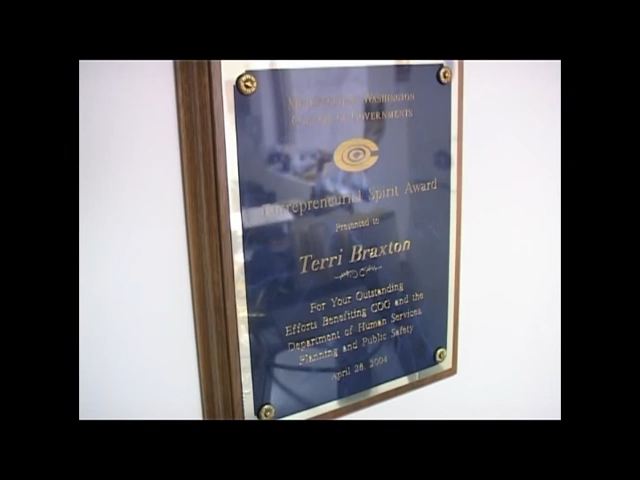 Metropolitan Washington
Council of Governments
Entrepreneurial Spirit Award
Presented to
Terri Braxton
For Your Outstanding
Efforts Benefiting COG and the
Department of Human Services,
Planning and Public Safety
April 28, 2004